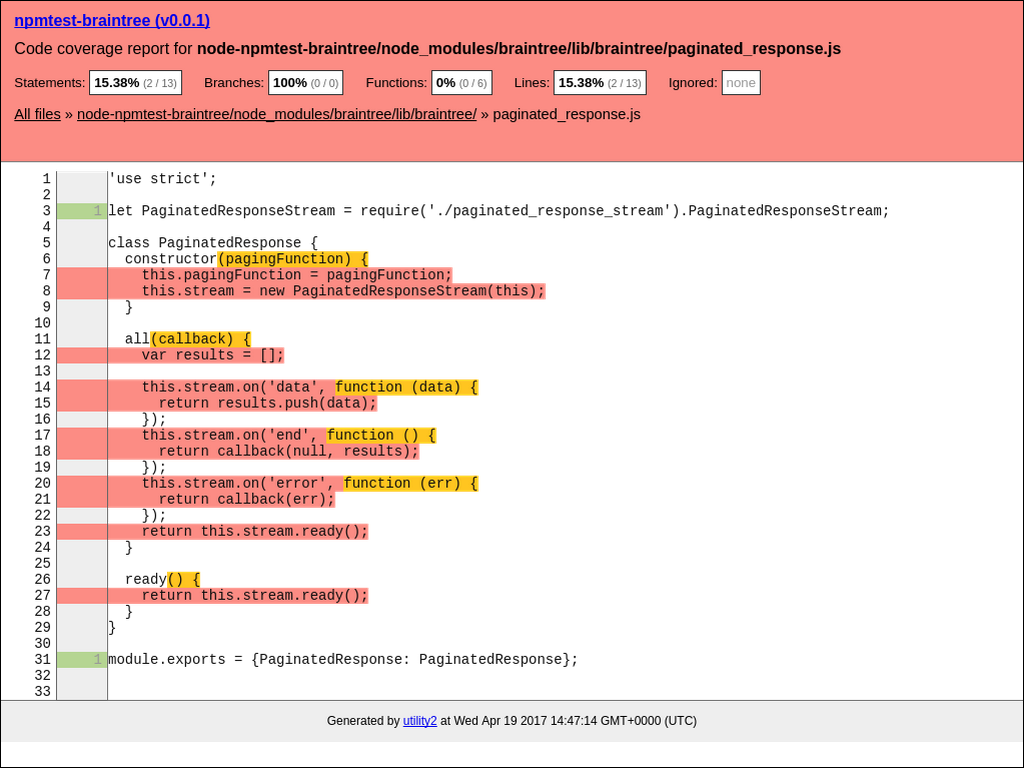 npmtest-braintree (v0.0.1)
Code coverage report for node-npmtest-braintree/node_modules/braintree/lib/braintree/paginated_response.js
Statements: 15.38% (2 / 13) Branches: 100% (0 / 0) Functions: 0% (0 / 6) Lines: 15.38% (2 / 13) Ignored: none
All files » node-npmtest-braintree/node_modules/braintree/lib/braintree/ » paginated_response.js
1 'use strict';
2
3 1 let PaginatedResponseStream = require('./paginated_response_stream').PaginatedResponseStream;
4
5 class PaginatedResponse {
6   constructor(pagingFunction) {
7     this.pagingFunction = pagingFunction;
8     this.stream = new PaginatedResponseStream(this);
9   }
10
11   all(callback) {
12     var results = [];
13
14     this.stream.on('data', function (data) {
15       return results.push(data);
16     });
17     this.stream.on('end', function () {
18       return callback(null, results);
19     });
20     this.stream.on('error', function (err) {
21       return callback(err);
22     });
23     return this.stream.ready();
24   }
25
26   ready() {
27     return this.stream.ready();
28   }
29 }
30
31 1 module.exports = {PaginatedResponse: PaginatedResponse};
32
33
Generated by utility2 at Wed Apr 19 2017 14:47:14 GMT+0000 (UTC)